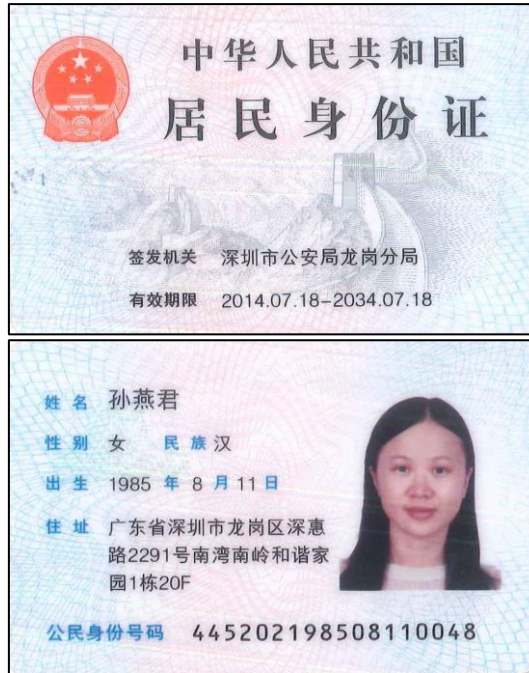 中华人民共和国
居民身份证
签发机关 深圳市公安局龙岗分局
有效期限 2014.07.18-2034.07.18
姓名 孙燕君
性别 女 民族 汉
出生 1985 年 8 月 11 日
住址 广东省深圳市龙岗区深惠
路2291号南湾南岭和谐家
园1栋20F
公民身份号码 445202198508110048